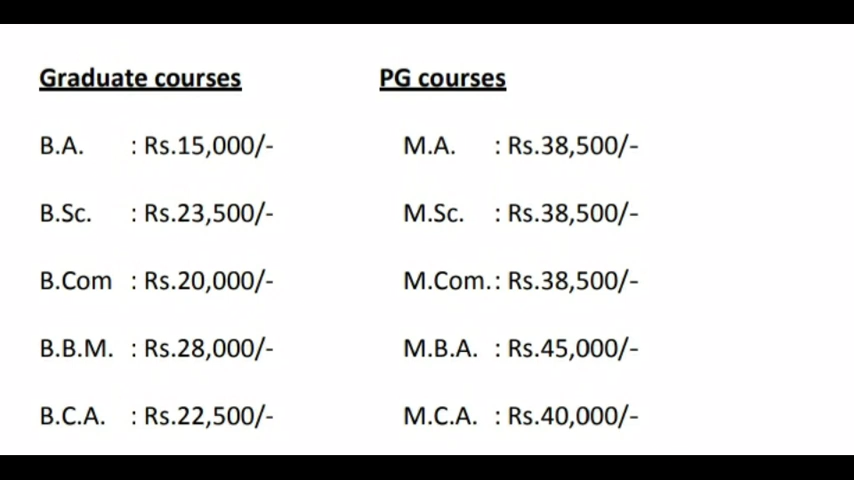 Graduate courses PG courses
B.A. : Rs.15,000/- M.A. : Rs.38,500/-
B.Sc. : Rs.23,500/- M.Sc. : Rs.38,500/-
B.Com : Rs.20,000/- M.Com. : Rs.38,500/-
B.B.M. : Rs.28,000/- M.B.A. : Rs.45,000/-
B.C.A. : Rs.22,500/- M.C.A. : Rs.40,000/-